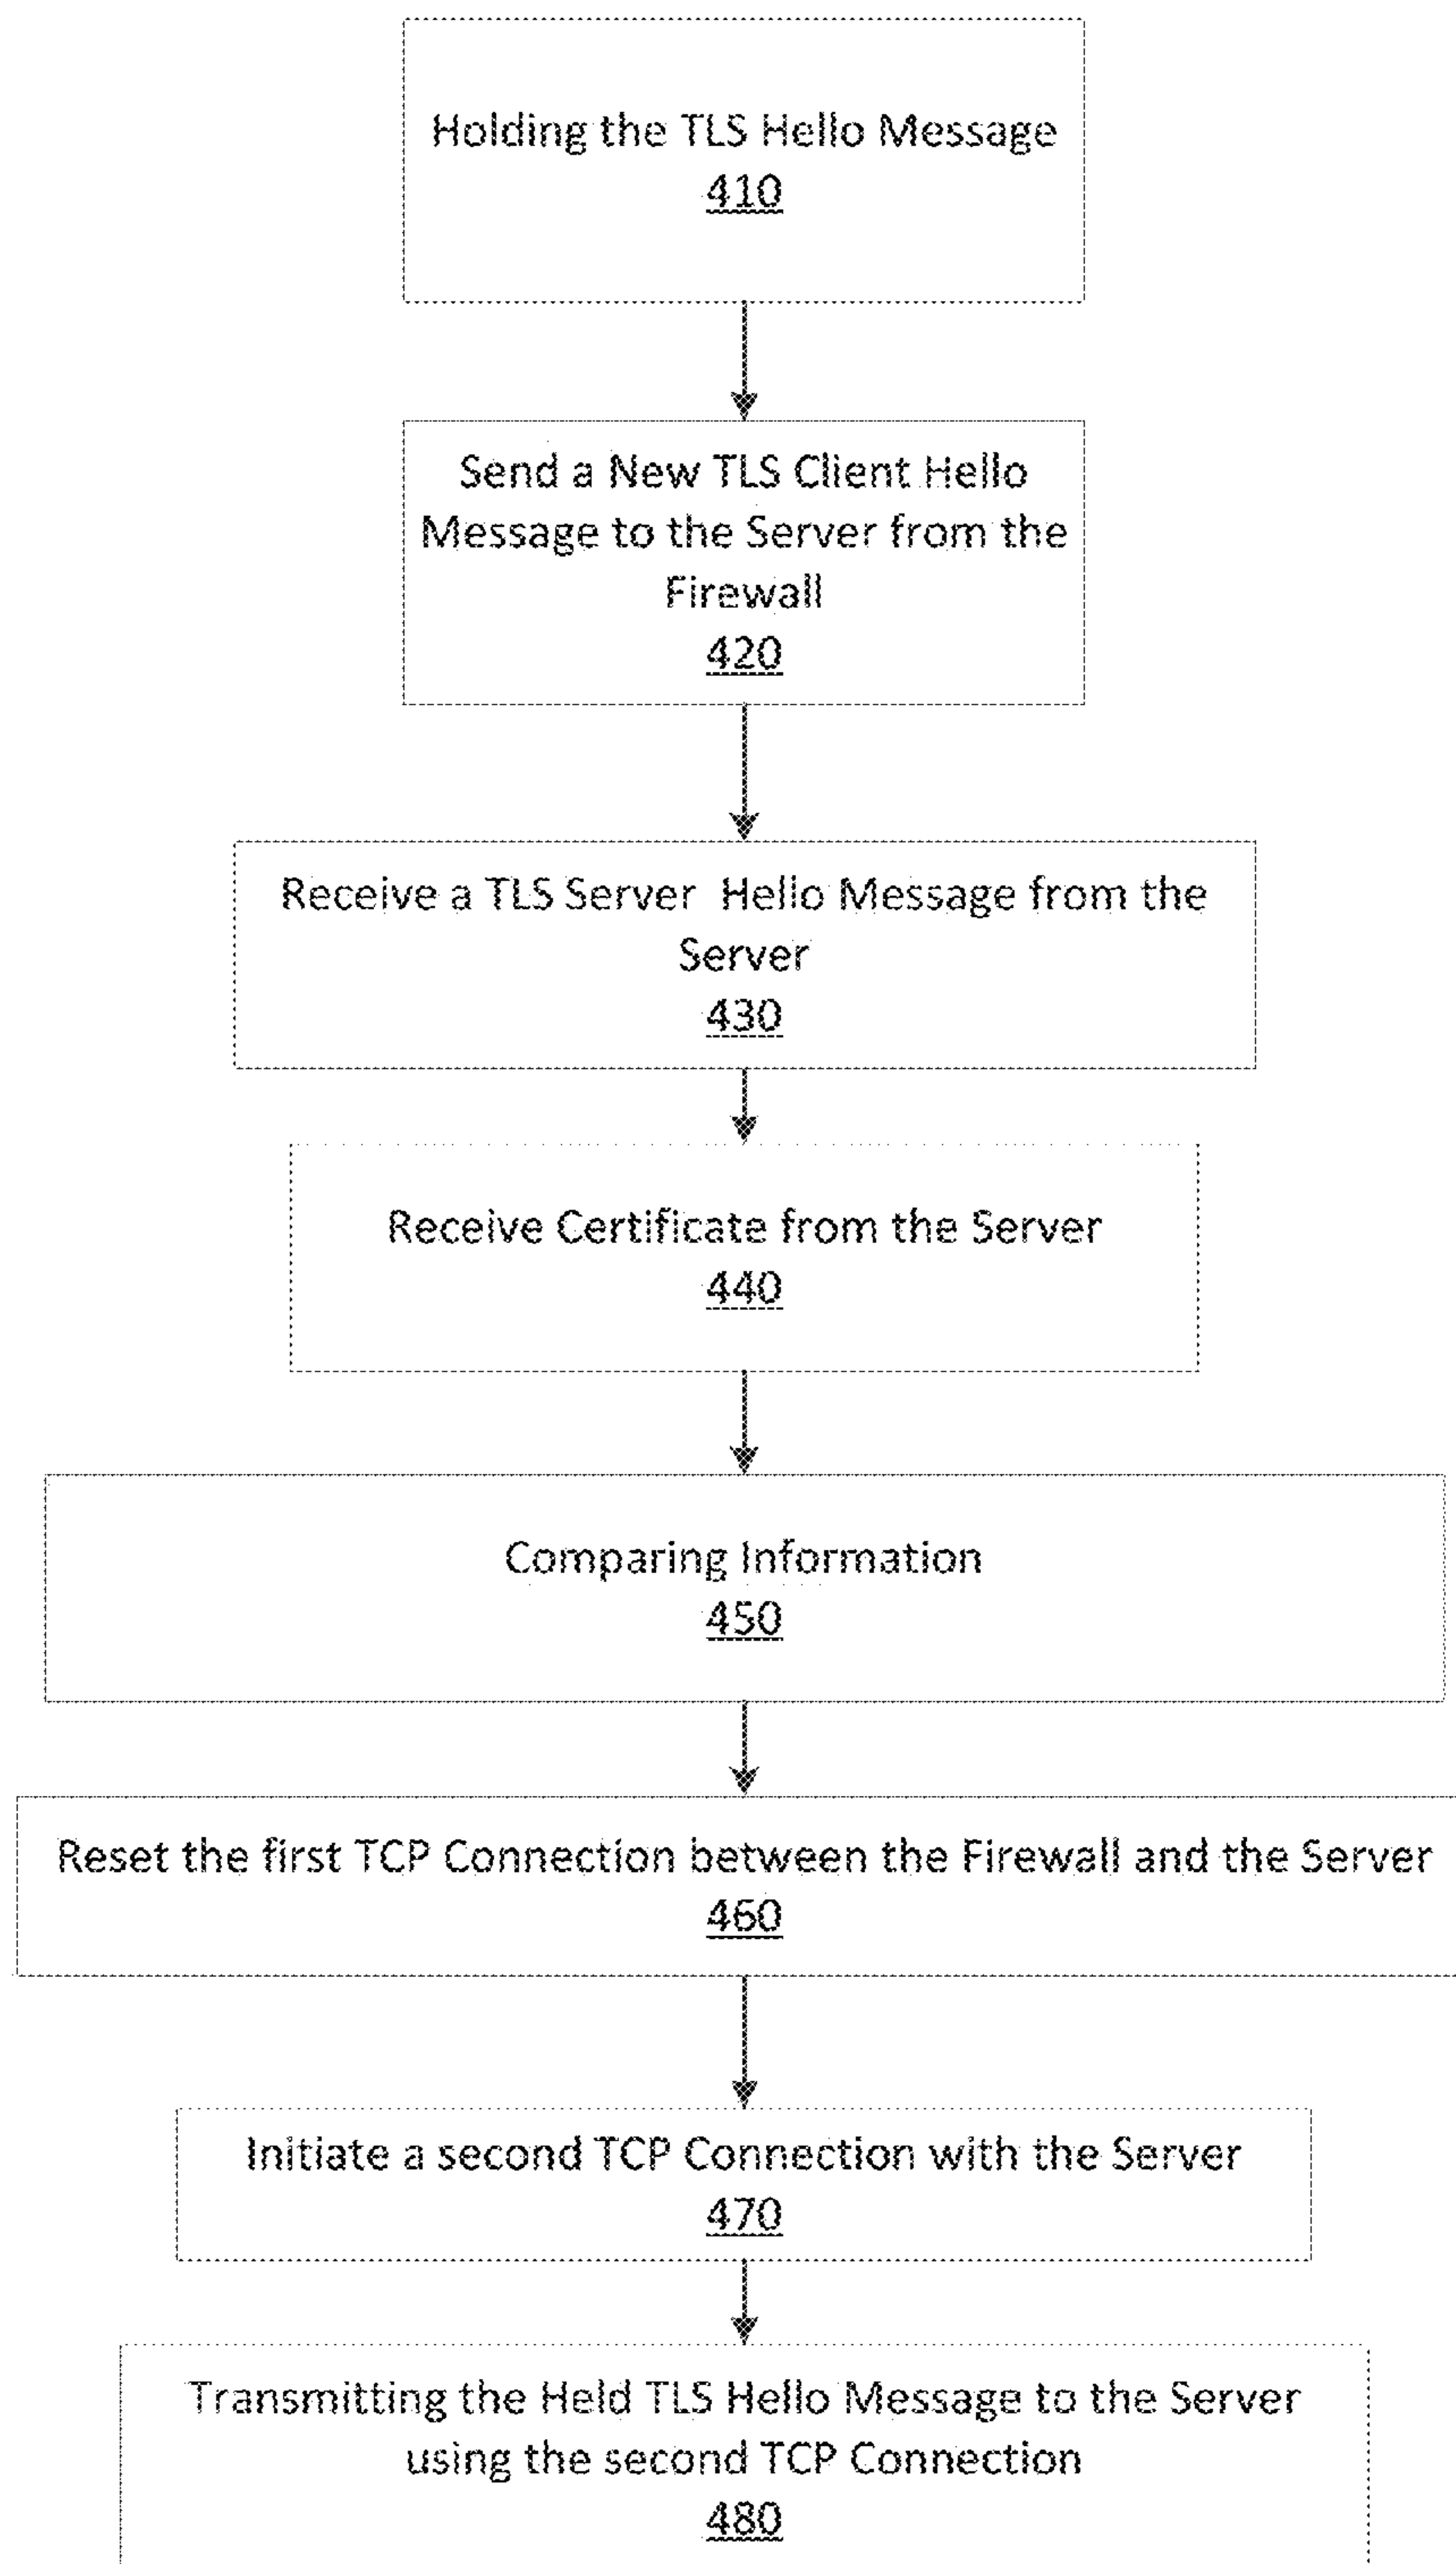 Holding the TLS Hello Message
410
Send a New TLS Client Hello
Message to the Server from the
Firewall
420
Receive a TLS Server Hello Message from the
Server
430
Receive Certificate from the Server
440
Comparing Information
450
Reset the first TCP Connection between the Firewall and the Server
460
Initiate a second TCP Connection with the Server
470
Transmitting the Held TLS Hello Message to the Server
using the second TCP Connection
480